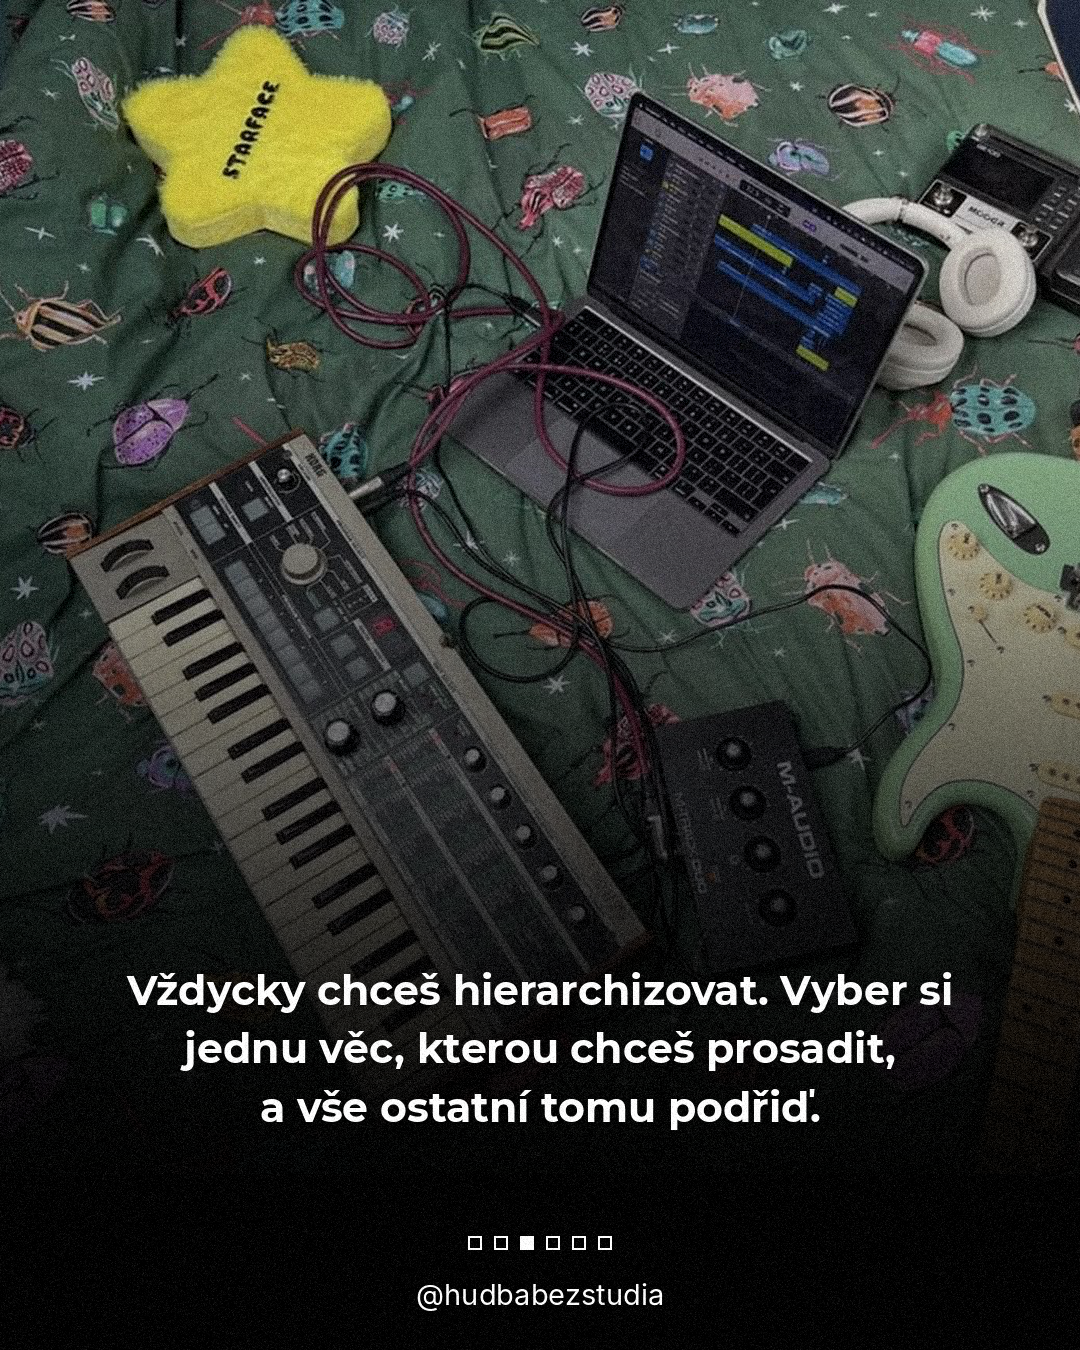 STARFACE
MOOER
KORG
M-AUDIO
Vždycky chceš hierarchizovat. Vyber si
jednu věc, kterou chceš prosadit,
a vše ostatní tomu podřiď.
@hudbabezstudia